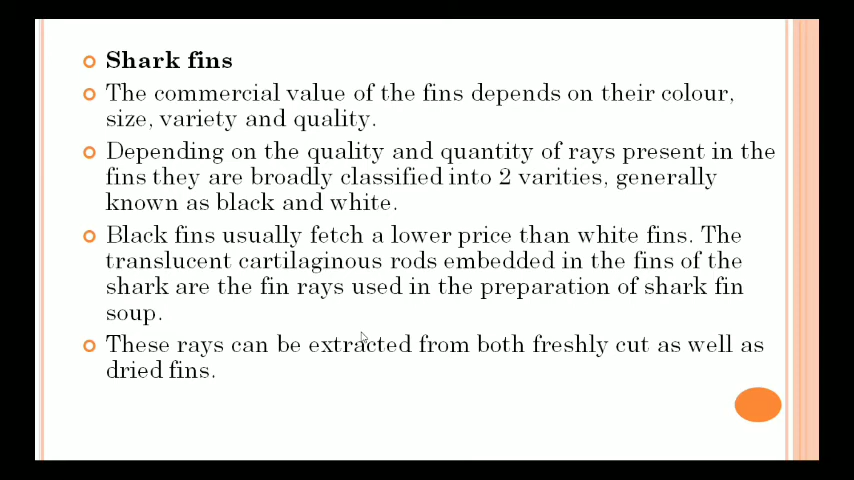 Shark fins
The commercial value of the fins depends on their colour,
size, variety and quality.
Depending on the quality and quantity of rays present in the
fins they are broadly classified into 2 varities, generally
known as black and white.
Black fins usually fetch a lower price than white fins. The
translucent cartilaginous rods embedded in the fins of the
shark are the fin rays used in the preparation of shark fin
soup.
These rays can be extracted from both freshly cut as well as
dried fins.